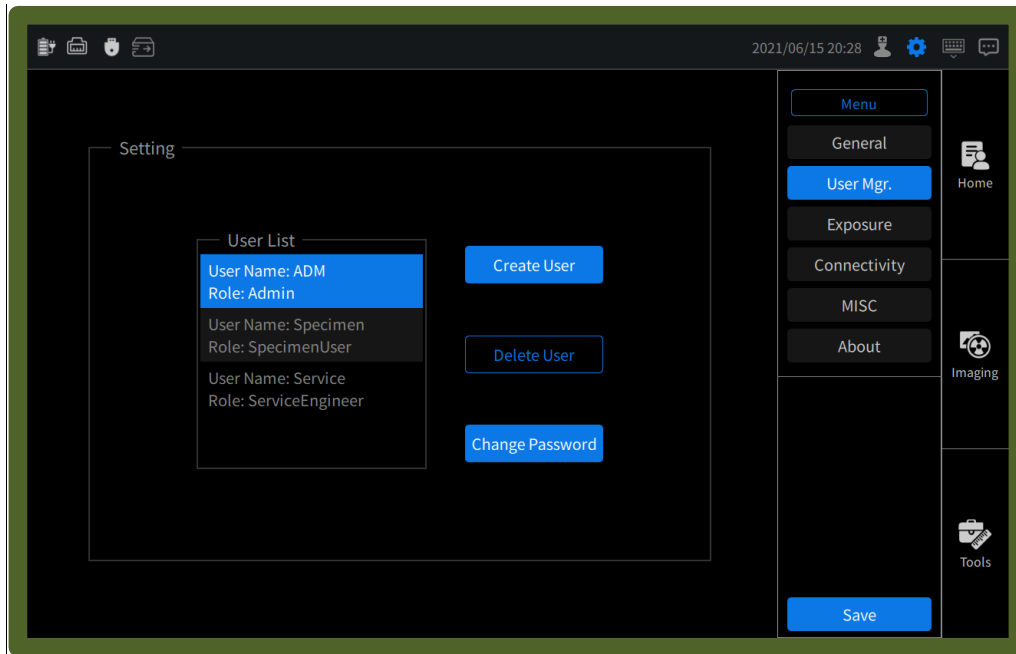 2021/06/15 20:28
Menu
General
User Mgr.
Exposure
Connectivity
MISC
About
Save
Home
Imaging
Tools
Setting
User List
User Name: ADM
Role: Admin
User Name: Specimen
Role: SpecimenUser
User Name: Service
Role: ServiceEngineer
Create User
Delete User
Change Password